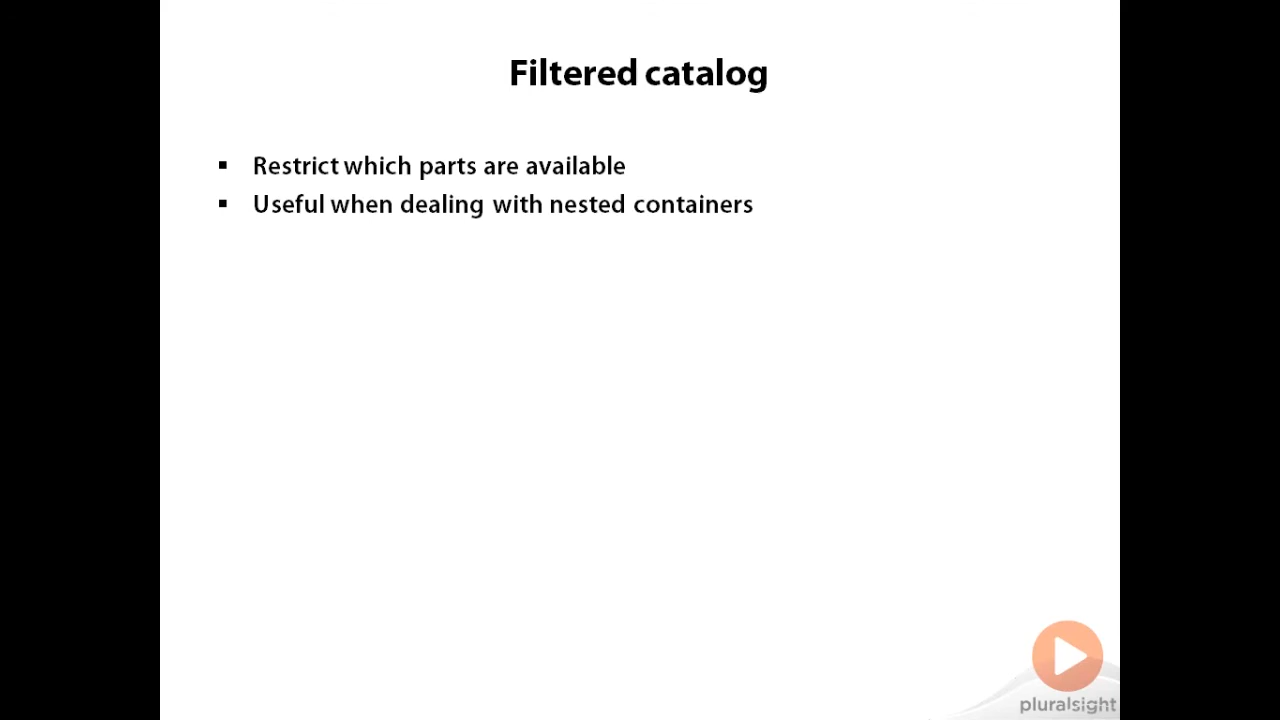 Filtered catalog
▪ Restrict which parts are available
▪ Useful when dealing with nested containers
pluralsight